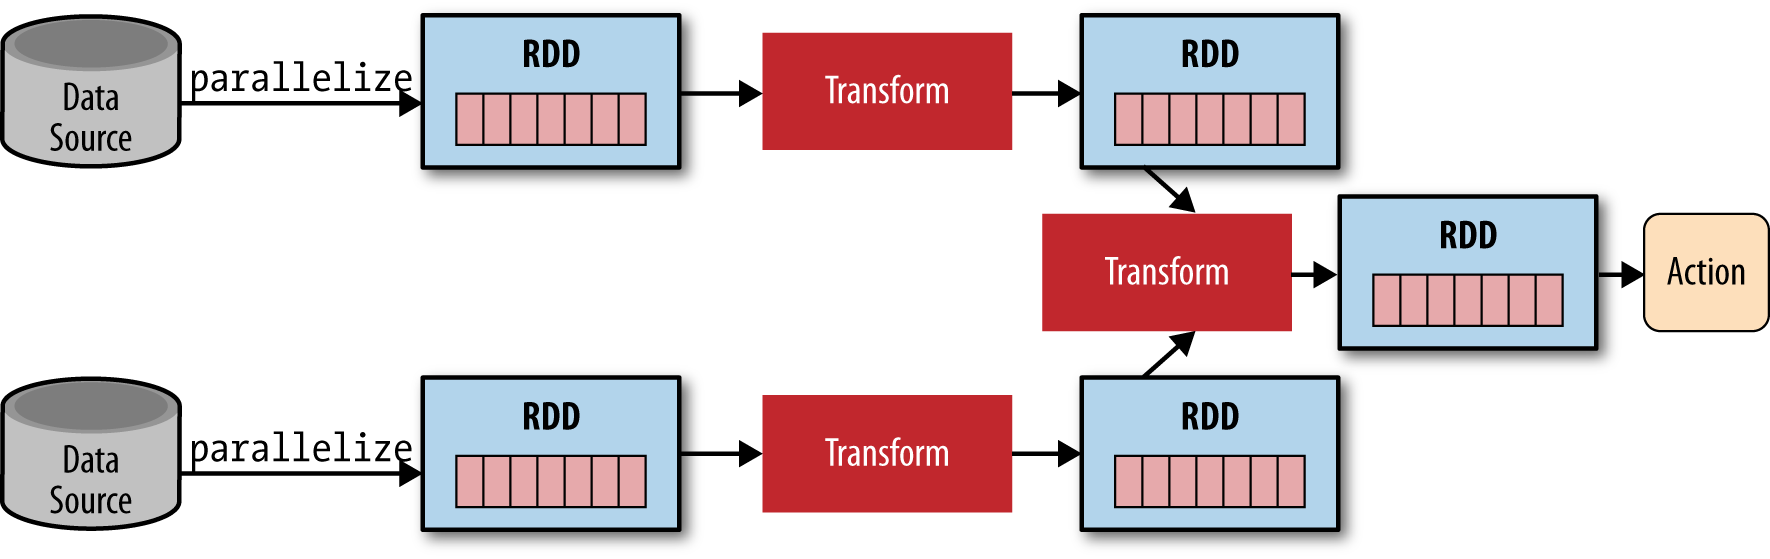 Data
Source
parallelize
RDD
Transform
RDD
Transform
RDD
Action
Data
Source
parallelize
RDD
Transform
RDD